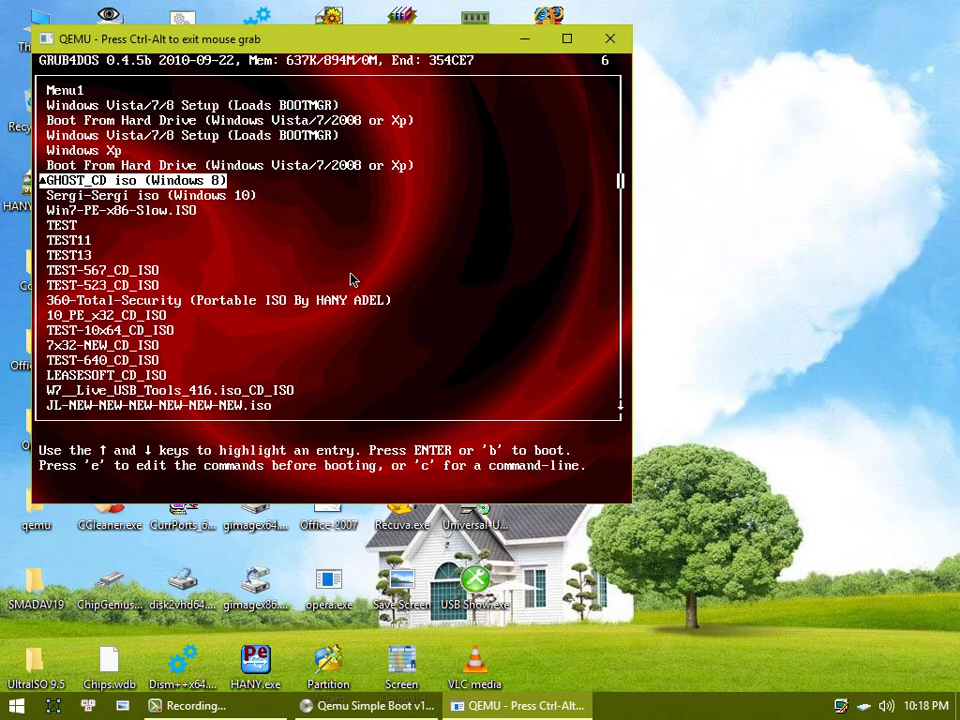 QEMU - Press Ctrl-Alt to exit mouse grab
GRUB4DOS 0.4.5b 2010-09-22, Mem: 637K/894M/0M, End: 354CE7 6
Menu1
Windows Vista/7/8 Setup (Loads BOOTMGR)
Boot From Hard Drive (Windows Vista/7/2008 or Xp)
Windows Vista/7/8 Setup (Loads BOOTMGR)
Windows Xp
Boot From Hard Drive (Windows Vista/7/2008 or Xp)
GHOST_CD iso (Windows 8)
Sergi-Sergi iso (Windows 10)
Win7-PE-x86-Slow.ISO
TEST
TEST11
TEST13
TEST-567_CD_ISO
TEST-523_CD_ISO
360-Total-Security (Portable ISO By HANY ADEL)
10_PE_x32_CD_ISO
TEST-10x64_CD_ISO
7x32-NEW_CD_ISO
TEST-640_CD_ISO
LEASESOFT_CD_ISO
W7__Live_USB_Tools_416.iso_CD_ISO
JL-NEW-NEW-NEW-NEW-NEW-NEW.iso
Use the ↑ and ↓ keys to highlight an entry. Press ENTER or 'b' to boot.
Press 'e' to edit the commands before booting, or 'c' for a command-line.
qemu CCleaner.exe CurrPorts_6... gimagex64.... Office-2007 Recuva.exe Universal-U...
SMADAV19 ChipGenius... disk2vhd64.... gimagex86.... opera.exe Save Screen USB Show.exe
UltraISO 9.5 Chips.wdb Dism++x64.... HANY.exe Partition Screen VLC media
Recording... Qemu Simple Boot v1... QEMU - Press Ctrl-Alt... 10:18 PM